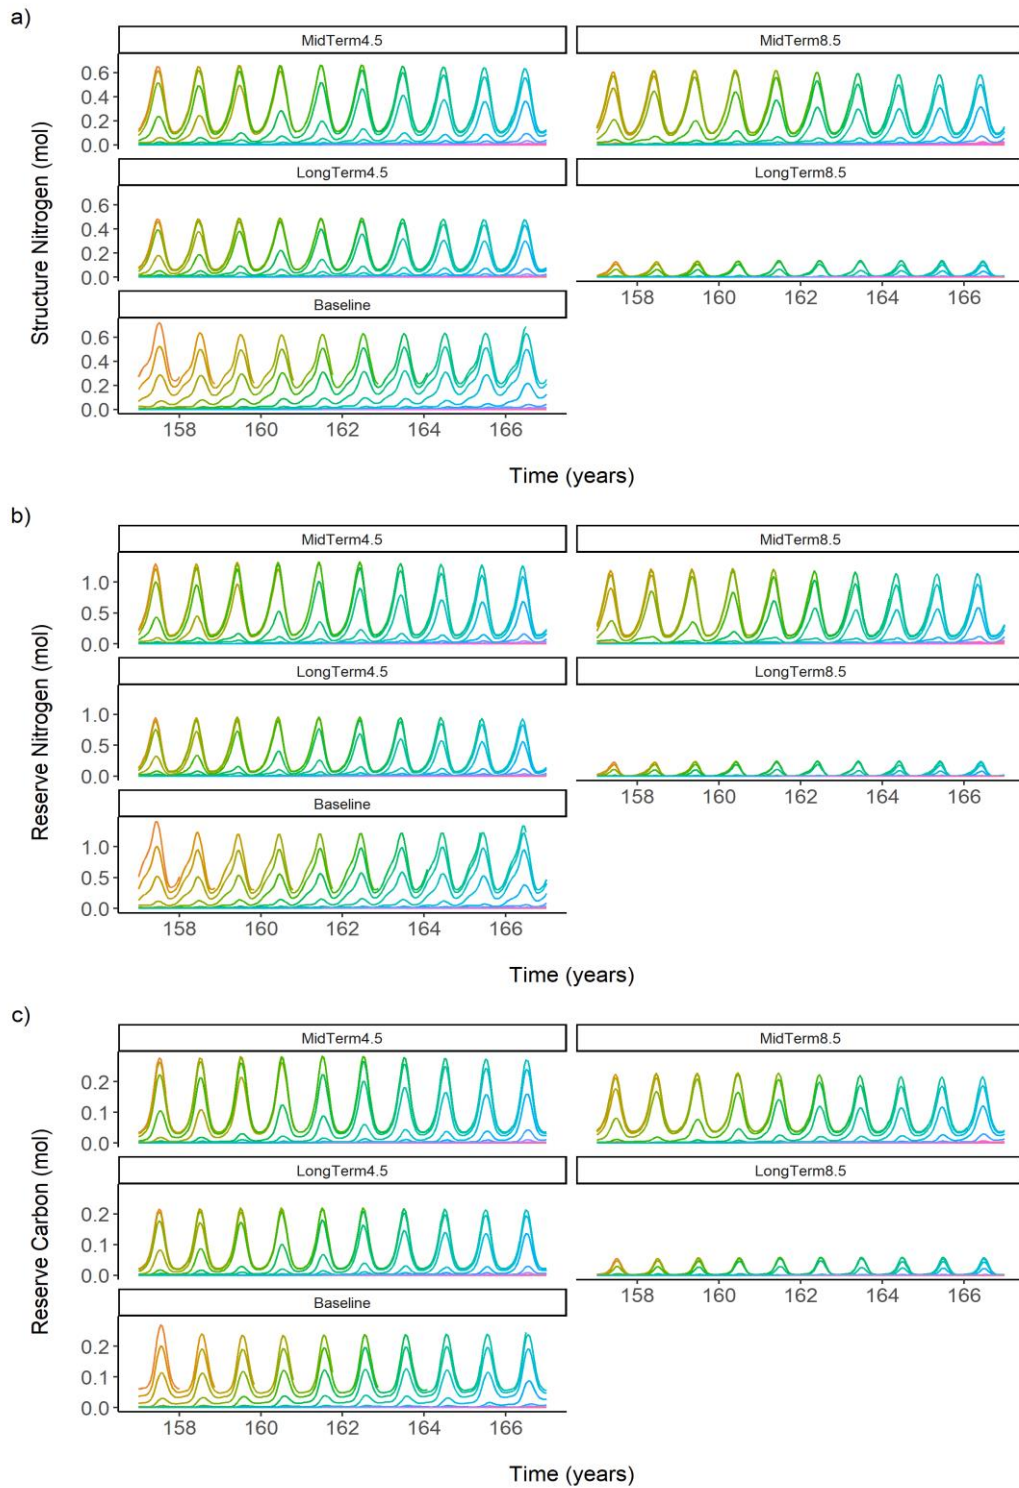 a)
MidTerm4.5 MidTerm8.5
0.6
0.4
0.2
0.0
LongTerm4.5 LongTerm8.5
0.6
0.4
0.2
0.0
158 160 162 164 166
Baseline
0.6
0.4
0.2
0.0
158 160 162 164 166
Structure Nitrogen (mol)
Time (years)
b)
MidTerm4.5 MidTerm8.5
1.0
0.5
0.0
LongTerm4.5 LongTerm8.5
1.0
0.5
0.0
158 160 162 164 166
Baseline
1.0
0.5
0.0
158 160 162 164 166
Reserve Nitrogen (mol)
Time (years)
c)
MidTerm4.5 MidTerm8.5
0.2
0.1
0.0
LongTerm4.5 LongTerm8.5
0.2
0.1
0.0
158 160 162 164 166
Baseline
0.2
0.1
0.0
158 160 162 164 166
Reserve Carbon (mol)
Time (years)